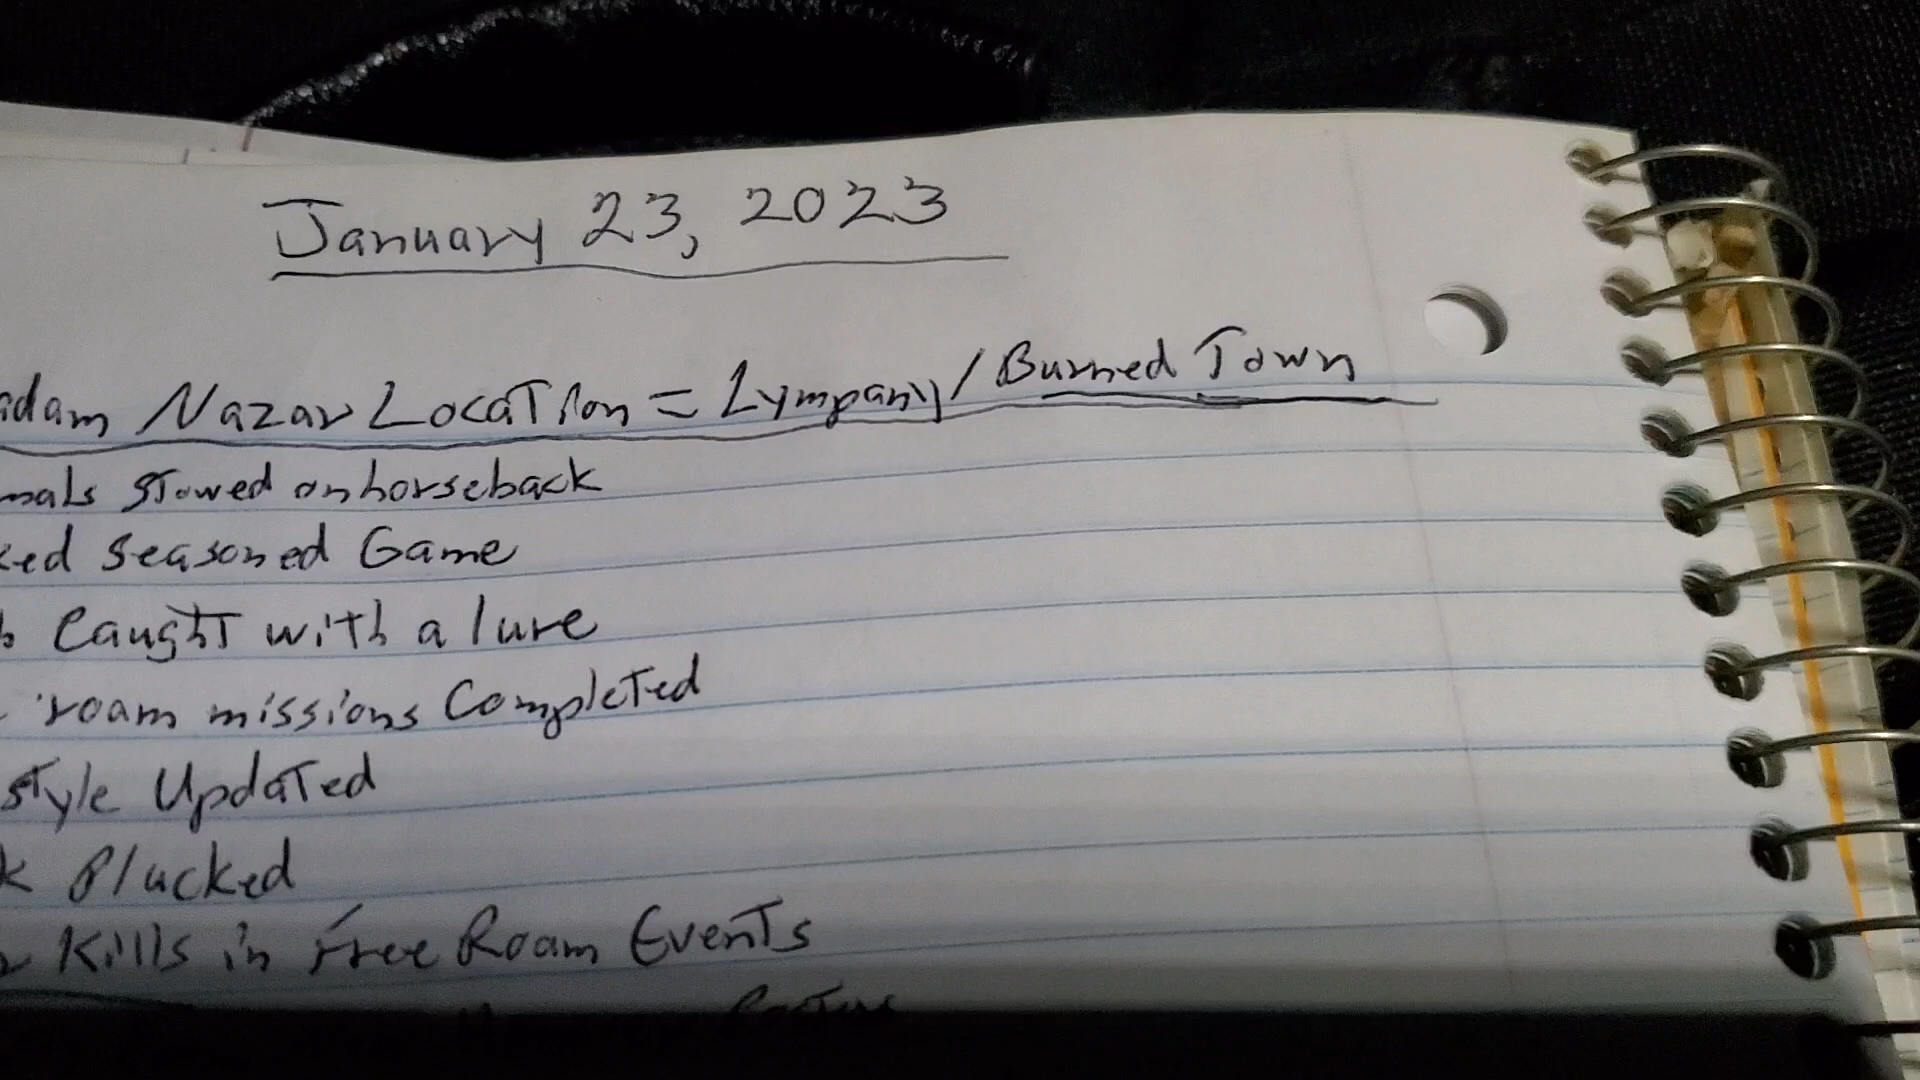 January 23, 2023
adam Nazar Location = Lympany / Burned Town
mals stowed on horseback
ked seasoned Game
h Caught with a lure
roam missions Completed
style Updated
k Plucked
r Kills in Free Roam Events